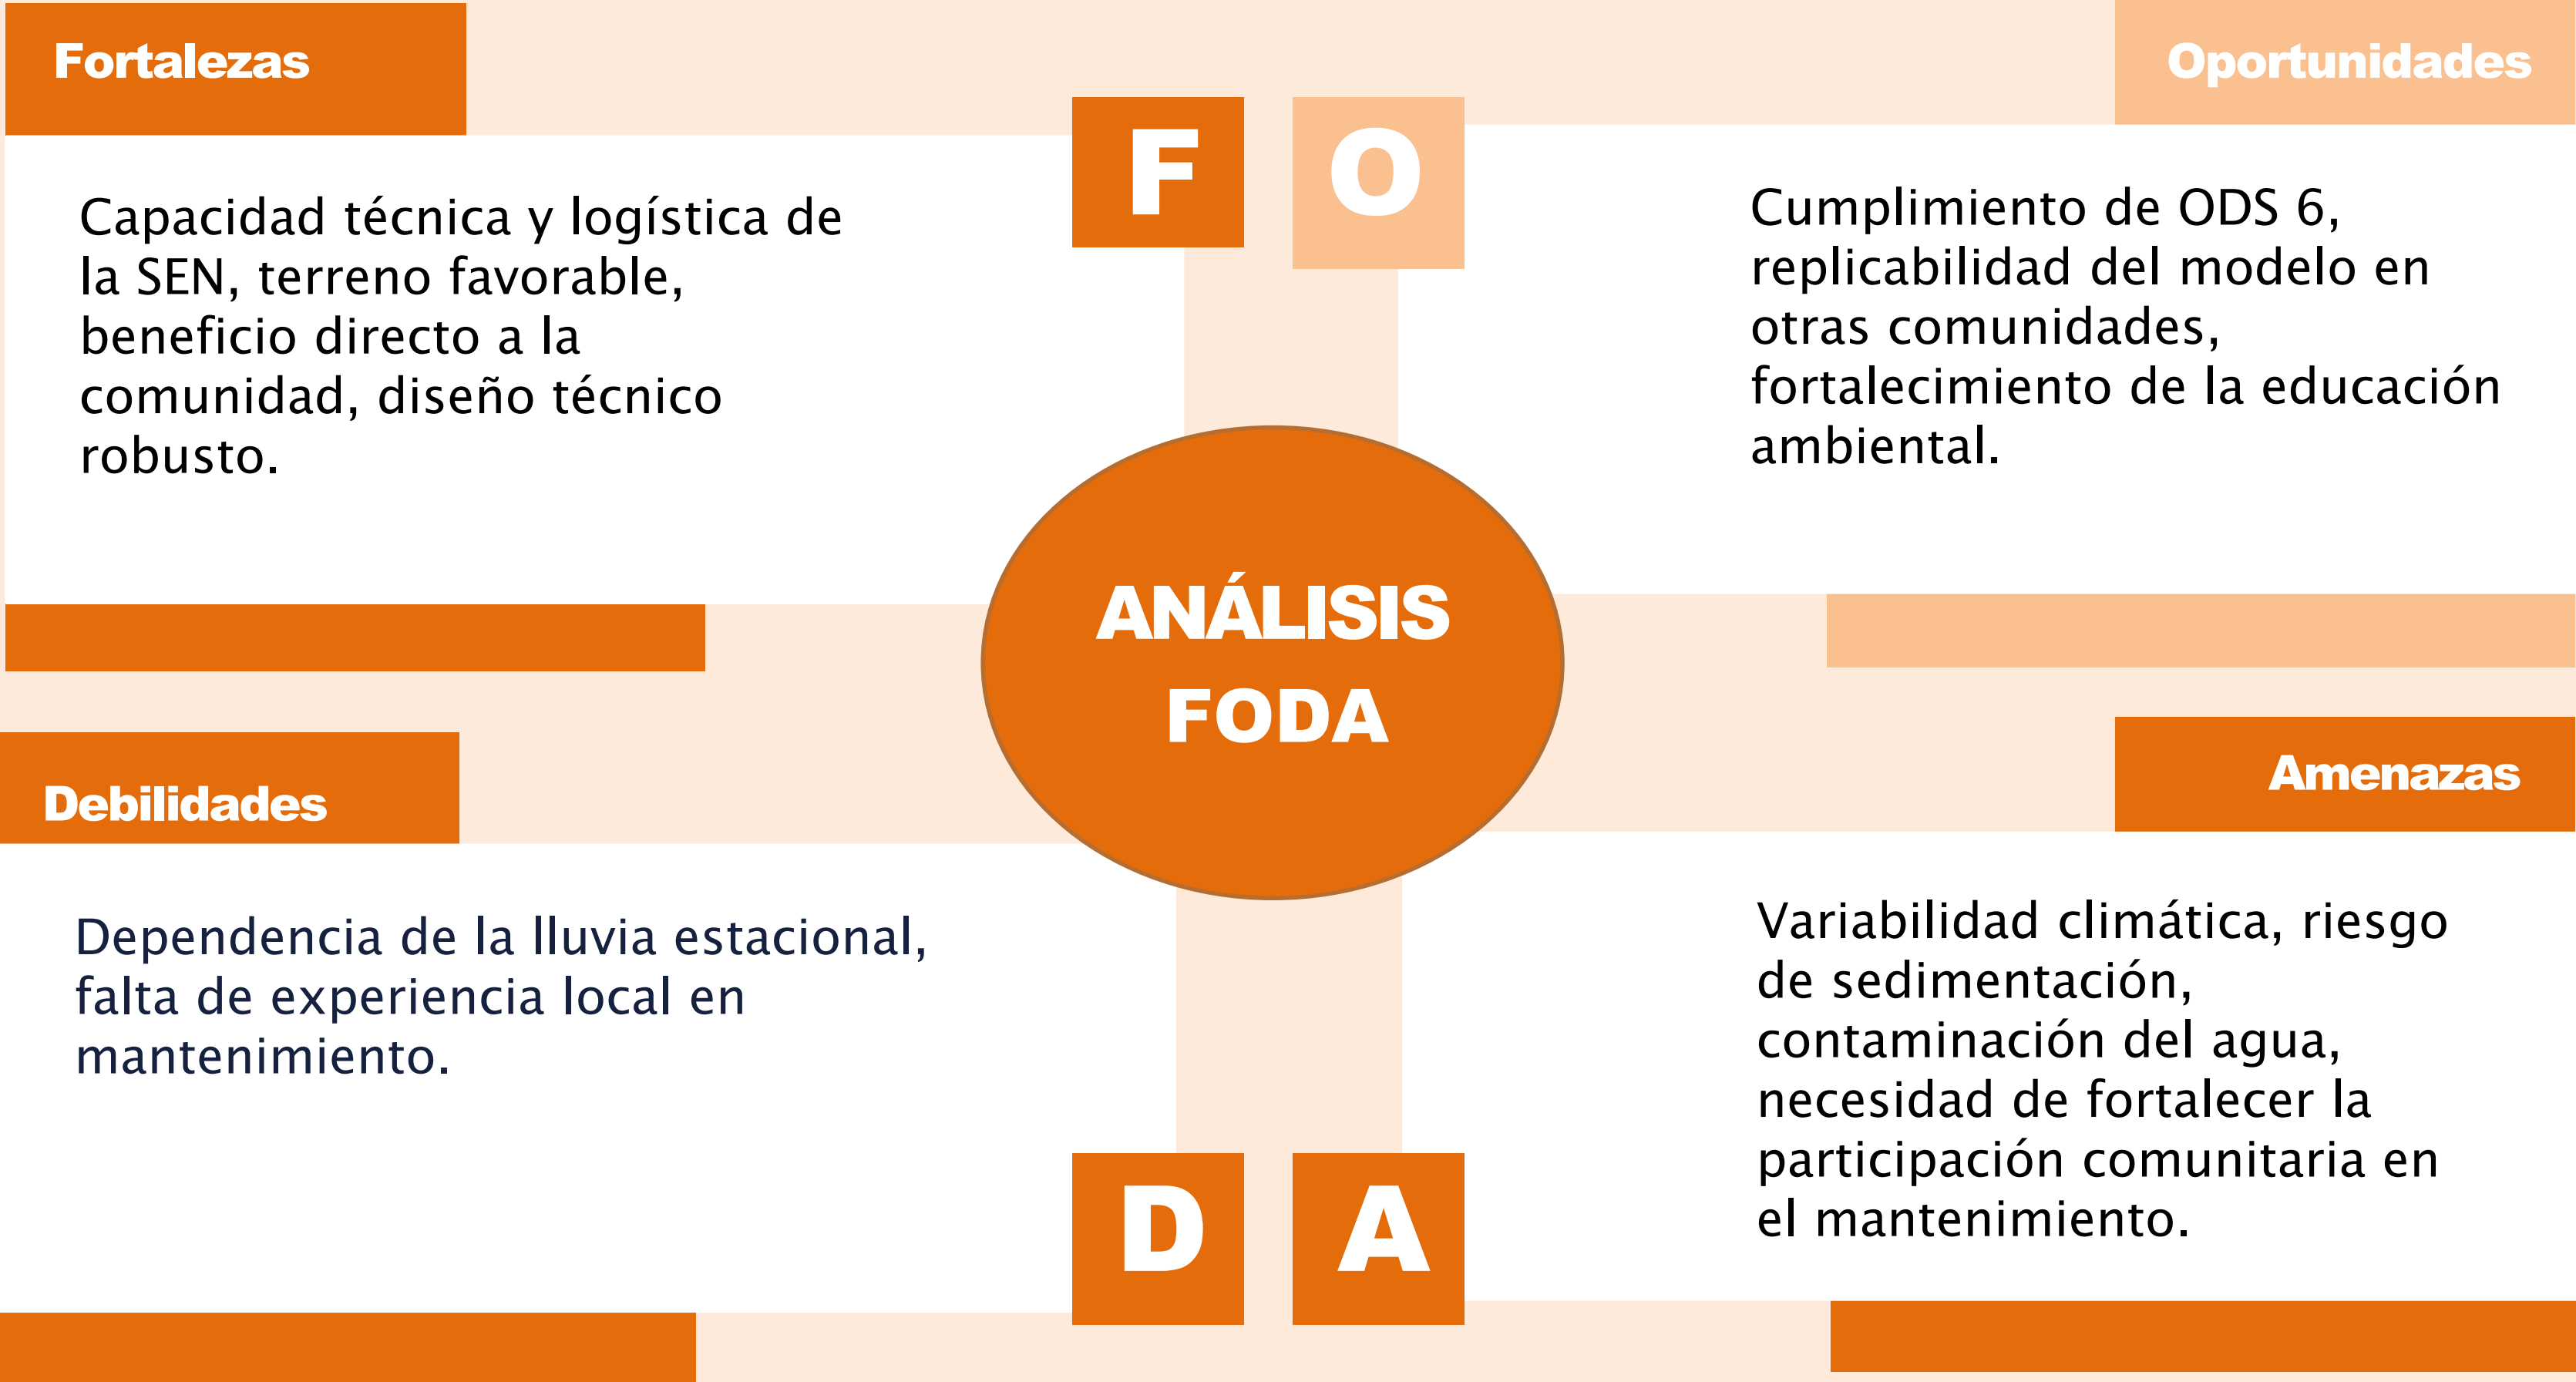 Fortalezas
Capacidad técnica y logística de
la SEN, terreno favorable,
beneficio directo a la
comunidad, diseño técnico
robusto.
F
O
Oportunidades
Cumplimiento de ODS 6,
replicabilidad del modelo en
otras comunidades,
fortalecimiento de la educación
ambiental.
ANÁLISIS
FODA
Debilidades
Dependencia de la lluvia estacional,
falta de experiencia local en
mantenimiento.
D
A
Amenazas
Variabilidad climática, riesgo
de sedimentación,
contaminación del agua,
necesidad de fortalecer la
participación comunitaria en
el mantenimiento.